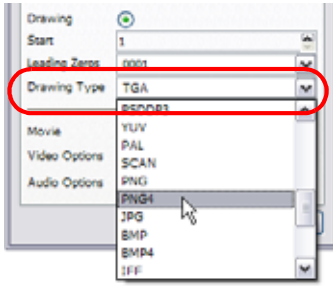 Drawing
Start 1
Leading Zeros 0001
Drawing Type TGA
PSDDP3
Movie
YUV
PAL
Video Options
SCAN
Audio Options
PNG
PNG4
JPG
BMP
BMP4
IFF